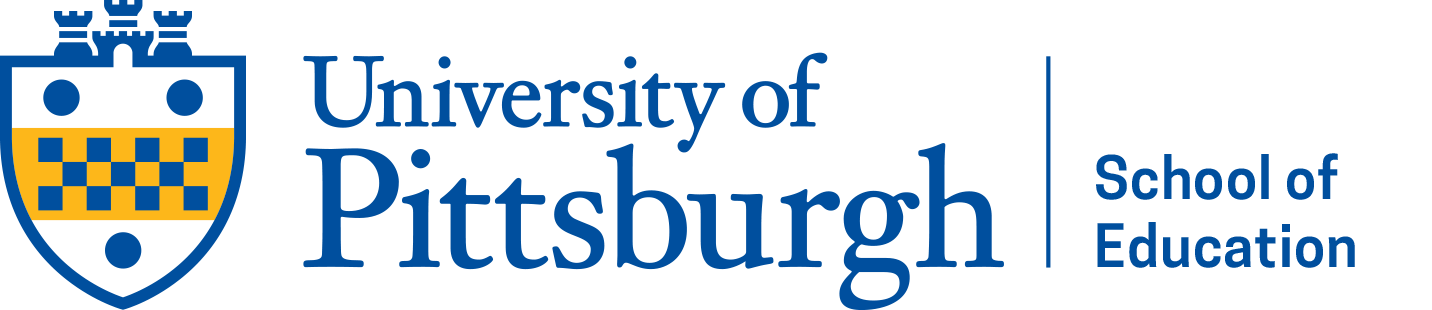 University of
Pittsburgh
School of
Education